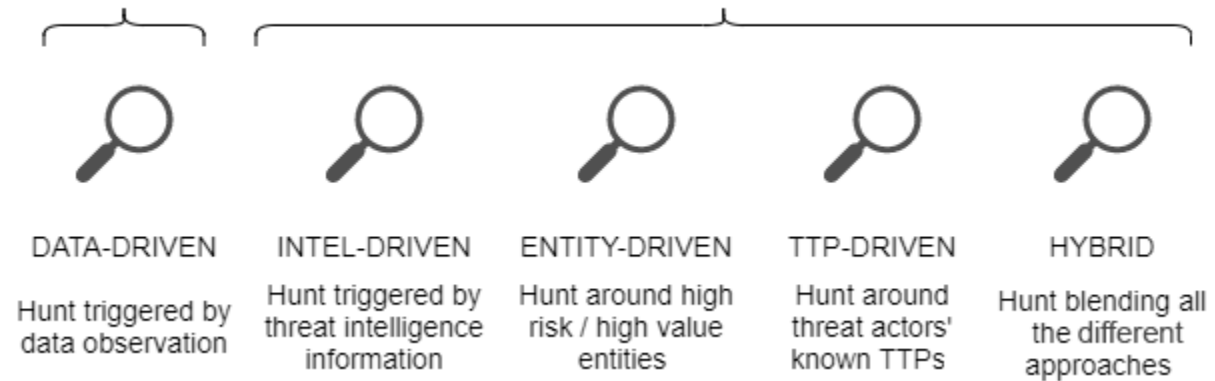 DATA-DRIVEN
Hunt triggered by
data observation
INTEL-DRIVEN
Hunt triggered by
threat intelligence
information
ENTITY-DRIVEN
Hunt around high
risk / high value
entities
TTP-DRIVEN
Hunt around
threat actors'
known TTPs
HYBRID
Hunt blending all
the different
approaches